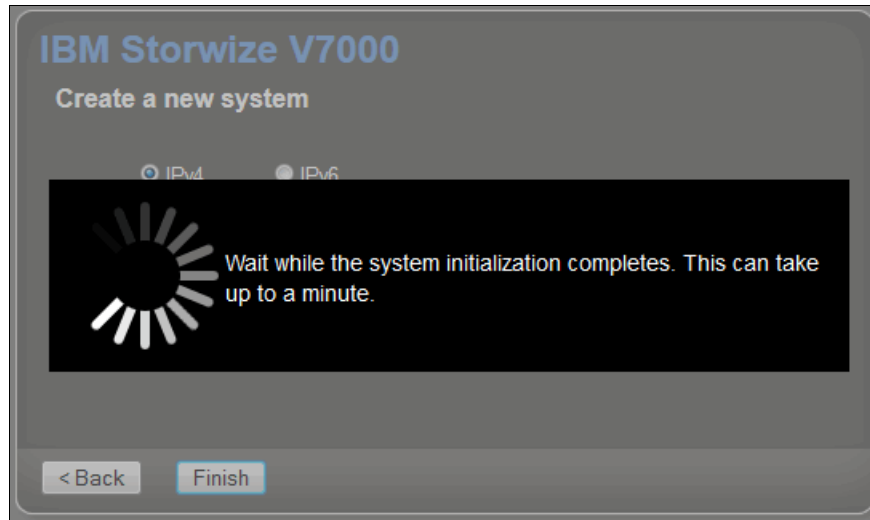 IBM Storwize V7000
Create a new system
IPv4 IPv6
Wait while the system initialization completes. This can take
up to a minute.
< Back Finish